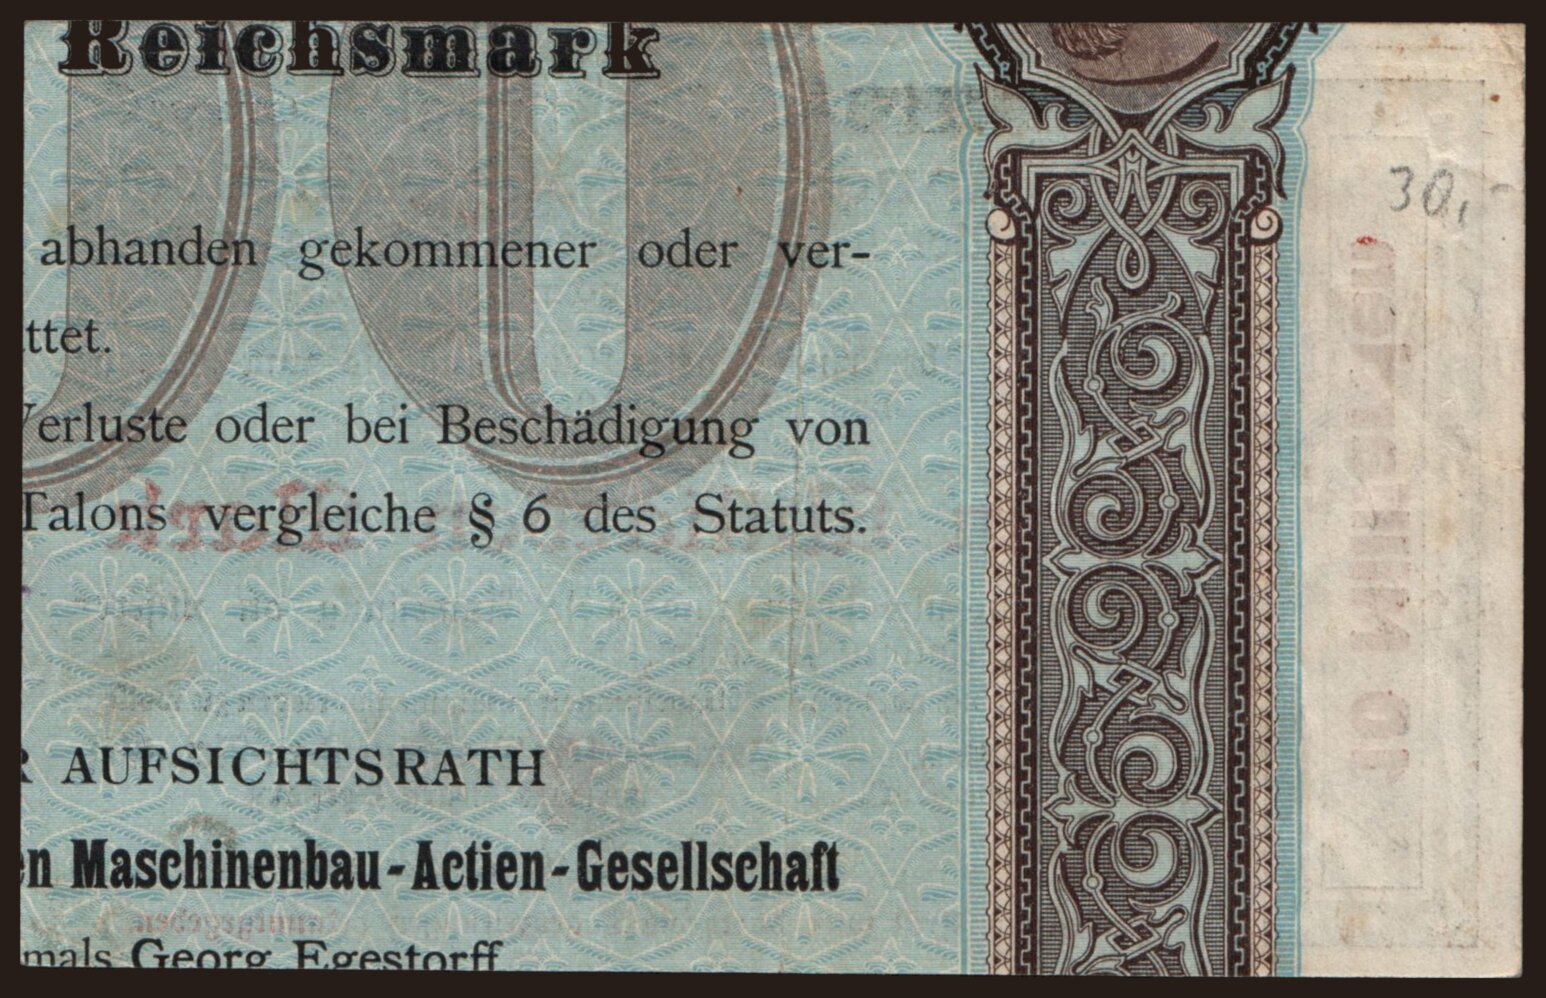 Reichsmark
30,-
abhanden gekommener oder ver-
ttet.
Verluste oder bei Beschädigung von
Talons vergleiche § 6 des Statuts.
R AUFSICHTSRATH
en Maschinenbau-Actien-Gesellschaft
mals Georg Egestorff